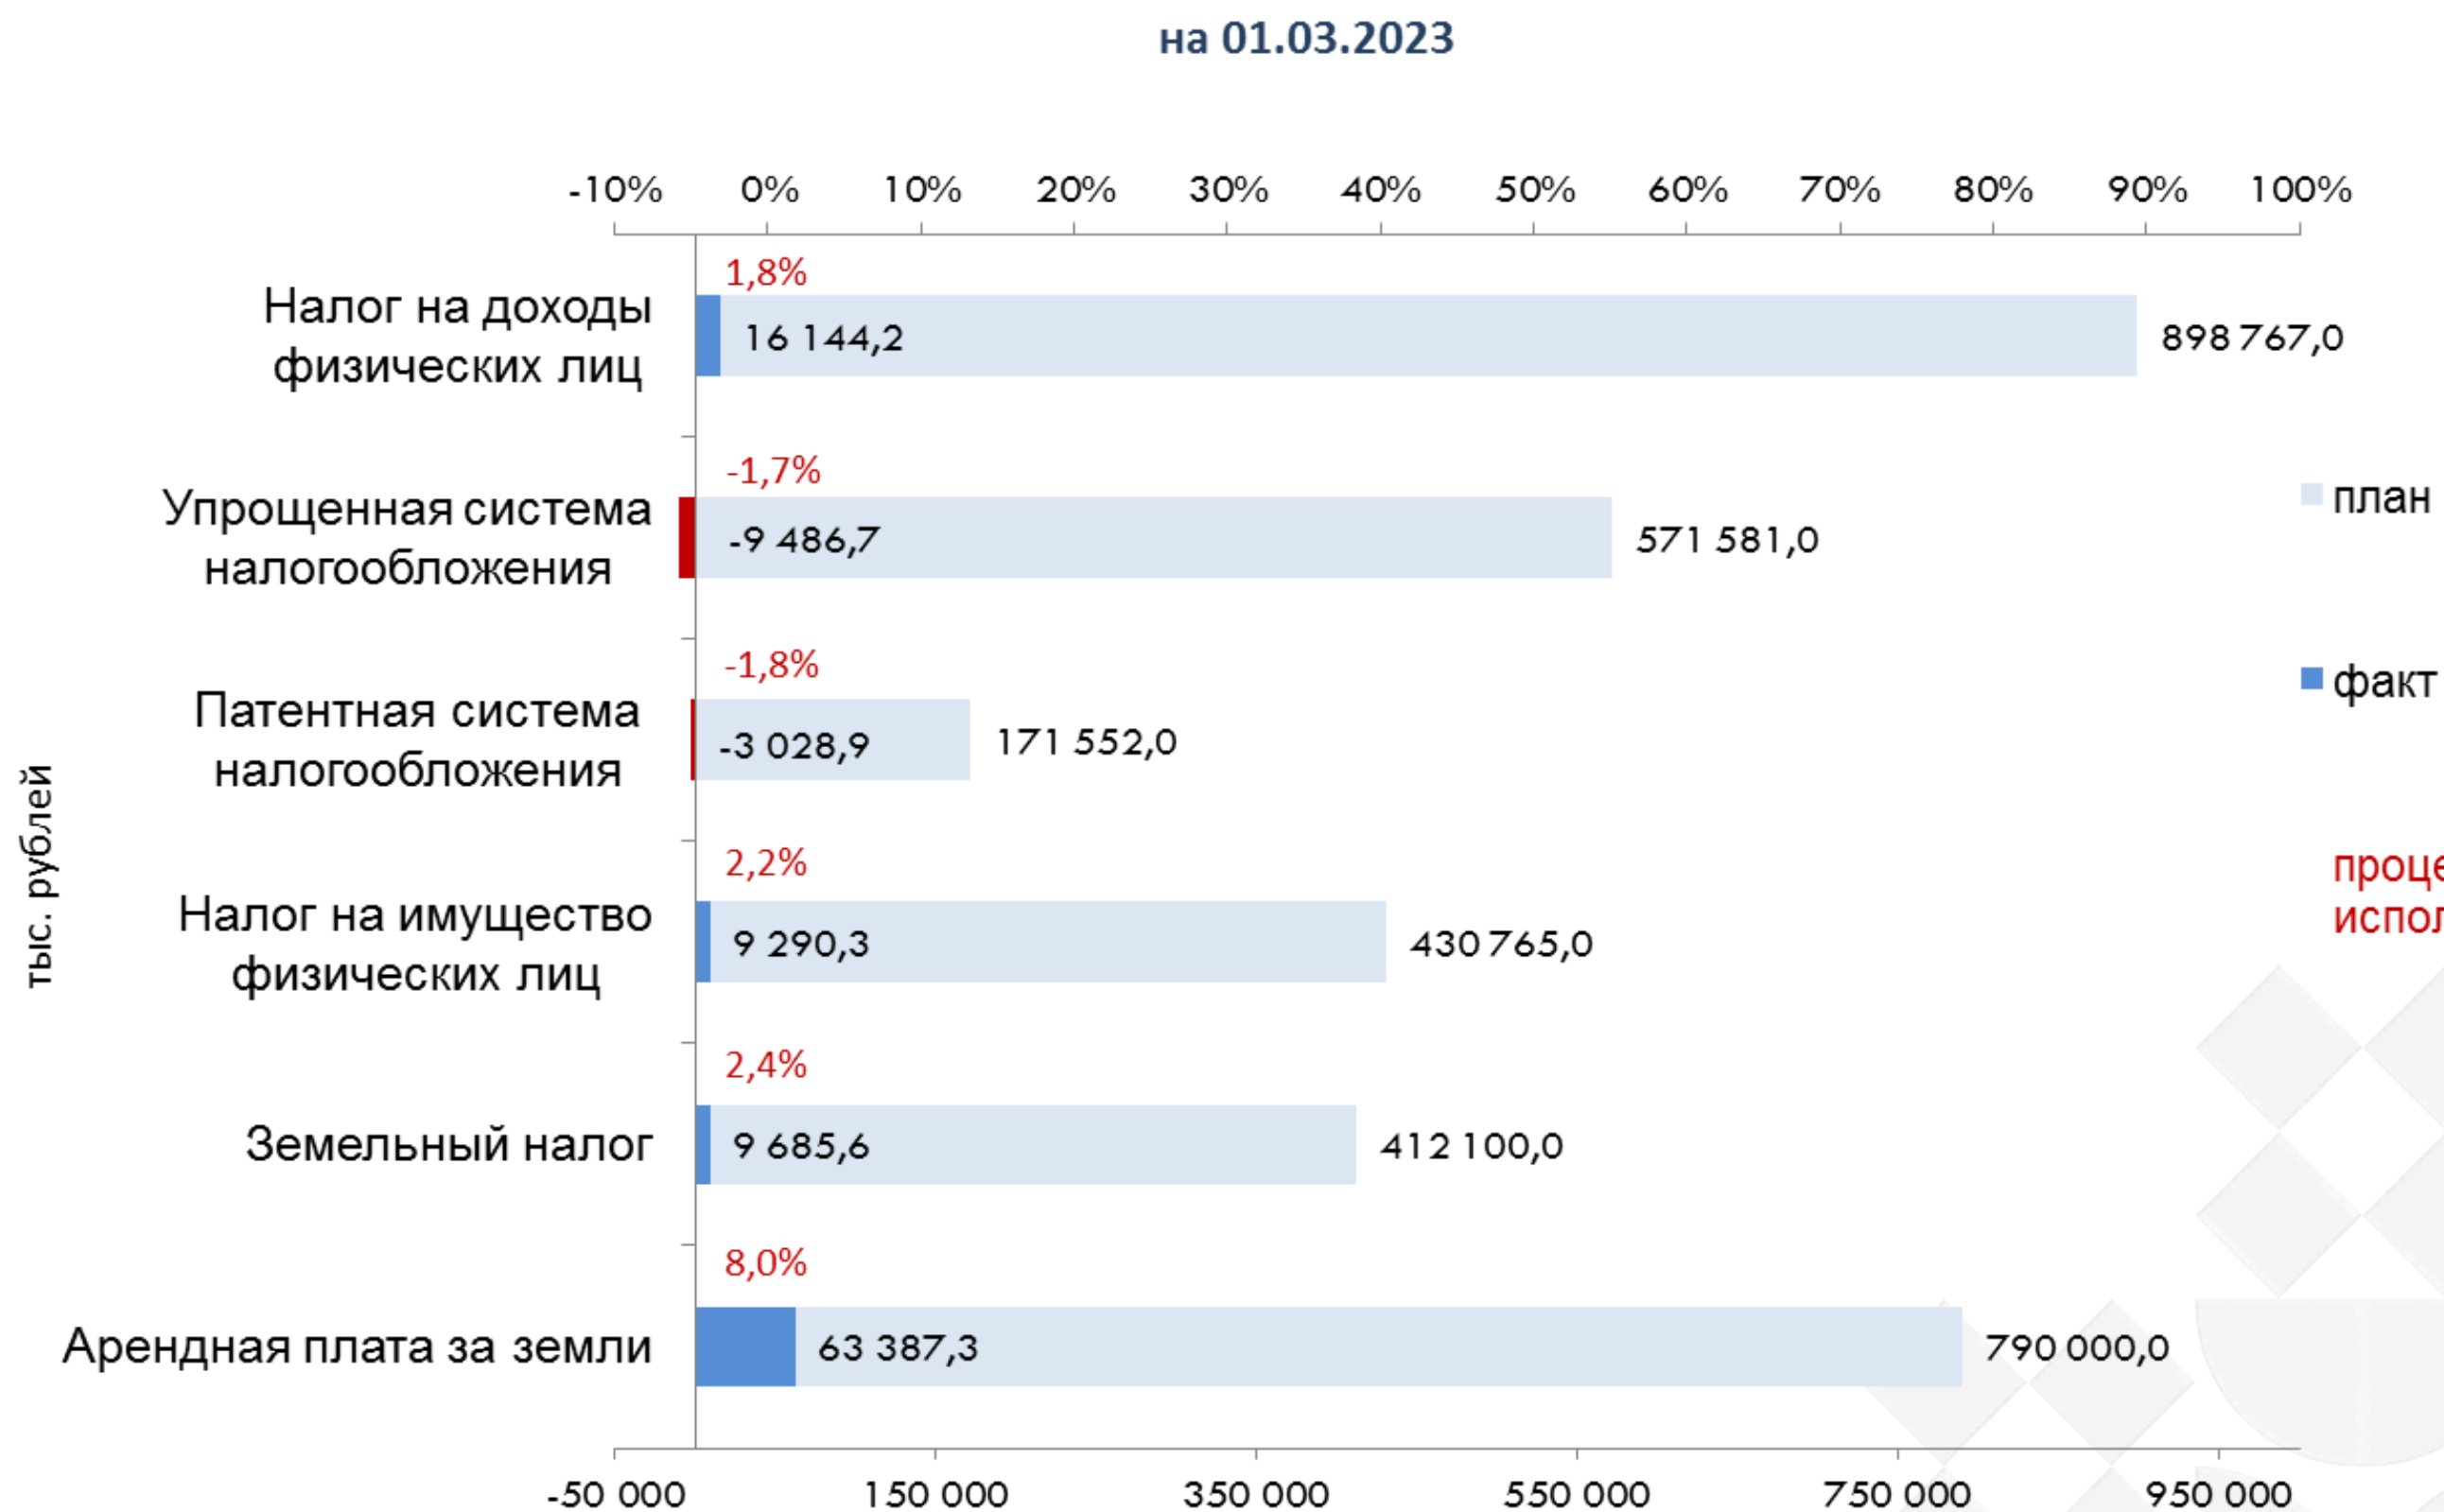 на 01.03.2023
-10% 0% 10% 20% 30% 40% 50% 60% 70% 80% 90% 100%
1,8%
Налог на доходы
физических лиц
16 144,2
898 767,0
-1,7%
Упрощенная система
налогообложения
-9 486,7
571 581,0
план
-1,8%
Патентная система
налогообложения
-3 028,9
171 552,0
факт
тыс. рублей
2,2%
Налог на имущество
физических лиц
9 290,3
430 765,0
проце
испол
2,4%
Земельный налог
9 685,6
412 100,0
8,0%
Арендная плата за земли
63 387,3
790 000,0
-50 000 150 000 350 000 550 000 750 000 950 000